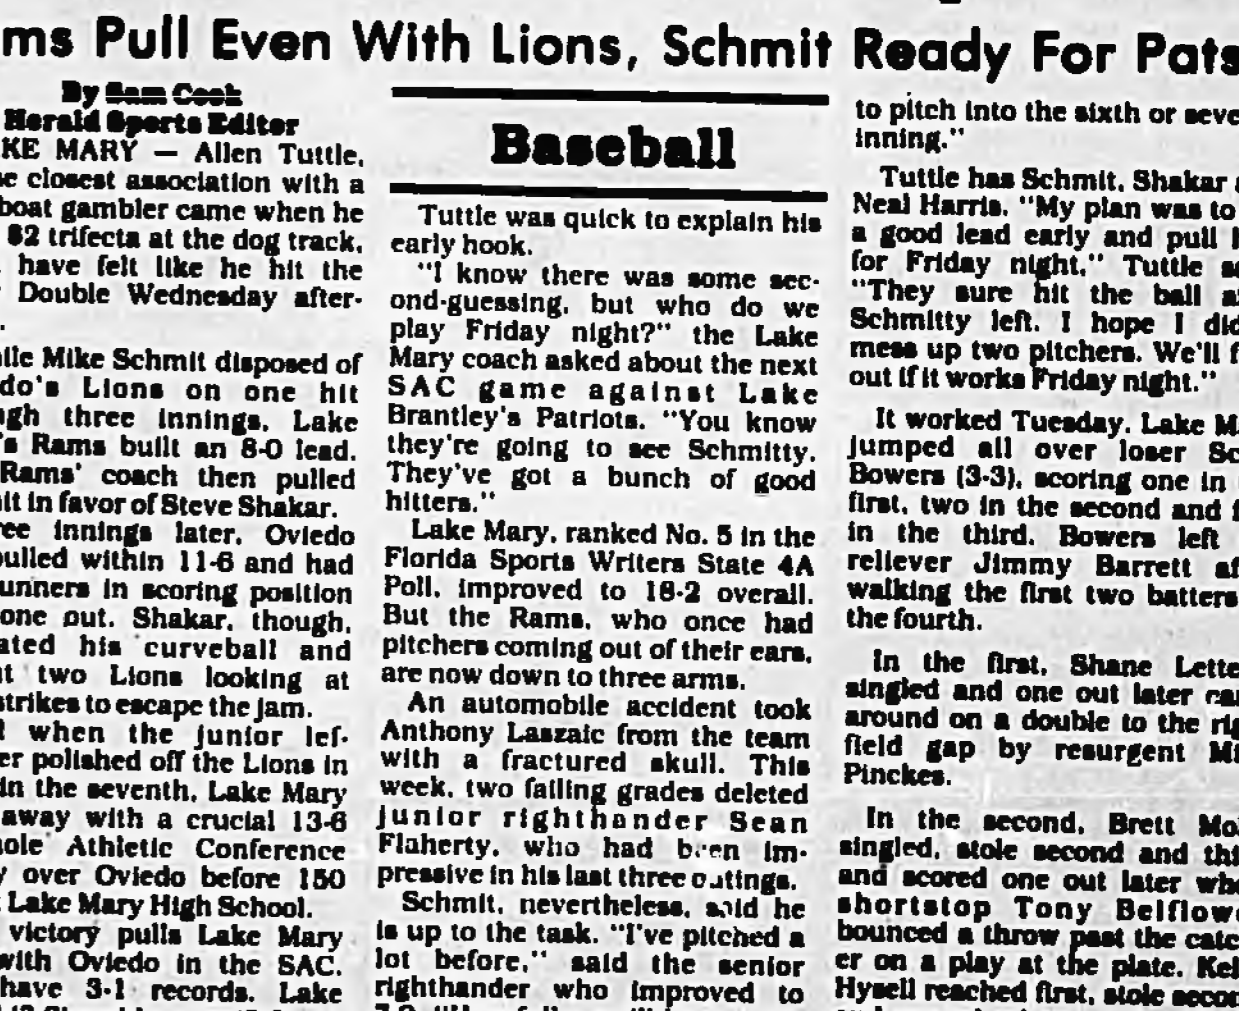 ms Pull Even With Lions, Schmit Ready For Pats
By Sam Cook
Herald Sports Editor
KE MARY — Allen Tuttle,
e closest association with a
boat gambler came when he
$2 trifecta at the dog track,
have felt like he hit the
Double Wednesday after-
.
ile Mike Schmit disposed of
do's Lions on one hit
ugh three innings, Lake
's Rams built an 8-0 lead.
Rams' coach then pulled
it in favor of Steve Shakar.
ree innings later, Oviedo
pulled within 11-6 and had
unners in scoring position
one out. Shakar, though,
ated his curveball and
t two Lions looking at
strikes to escape the jam.
when the junior lef-
er polished off the Lions in
in the seventh, Lake Mary
away with a crucial 13-6
nole Athletic Conference
y over Oviedo before 150
Lake Mary High School.
victory pulls Lake Mary
with Oviedo in the SAC.
have 3-1 records. Lake
Baseball
Tuttle was quick to explain his
early hook.
"I know there was some sec-
ond-guessing, but who do we
play Friday night?" the Lake
Mary coach asked about the next
SAC game against Lake
Brantley's Patriots. "You know
they're going to see Schmitty.
They've got a bunch of good
hitters."
Lake Mary, ranked No. 5 in the
Florida Sports Writers State 4A
Poll, improved to 18-2 overall.
But the Rams, who once had
pitchers coming out of their ears,
are now down to three arms.
An automobile accident took
Anthony Laszaic from the team
with a fractured skull. This
week, two failing grades deleted
junior righthander Sean
Flaherty, who had been im-
pressive in his last three outings.
Schmit, nevertheless, said he
is up to the task. "I've pitched a
lot before," said the senior
righthander who improved to
to pitch into the sixth or seve
inning."
Tuttle has Schmit, Shakar a
Neal Harris. "My plan was to
a good lead early and pull h
for Friday night," Tuttle sa
"They sure hit the ball a
Schmitty left. I hope I did
mess up two pitchers. We'll f
out if it works Friday night."
It worked Tuesday. Lake Ma
jumped all over loser Sc
Bowers (3-3), scoring one in
first, two in the second and f
in the third. Bowers left
reliever Jimmy Barrett af
walking the first two batters
the fourth.
In the first, Shane Lette
singled and one out later car
around on a double to the rig
field gap by resurgent Mi
Pinckes.
In the second, Brett Mo
singled, stole second and thi
and scored one out later whe
shortstop Tony Belflowe
bounced a throw past the catc
er on a play at the plate. Kel
Hysell reached first, stole secon